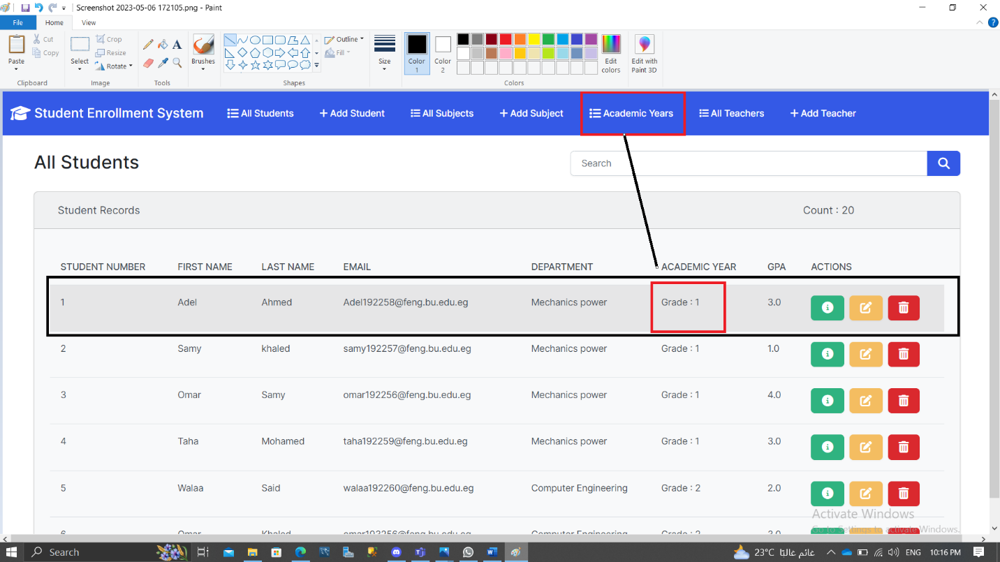 Screenshot 2023-05-06 172105.png - Paint
File Home View
Paste
Cut
Copy
Clipboard
Select
Crop
Resize
Rotate
Image
Tools
Brushes
Outline
Fill
Shapes
Size
Color 1
Color 2
Edit colors
Colors
Edit with Paint 3D
Student Enrollment System All Students + Add Student All Subjects + Add Subject Academic Years All Teachers + Add Teacher
All Students
Search
Student Records Count : 20
STUDENT NUMBER FIRST NAME LAST NAME EMAIL DEPARTMENT ACADEMIC YEAR GPA ACTIONS
1 Adel Ahmed Adel192258@feng.bu.edu.eg Mechanics power Grade : 1 3.0
2 Samy khaled samy192257@feng.bu.edu.eg Mechanics power Grade : 1 1.0
3 Omar Samy omar192256@feng.bu.edu.eg Mechanics power Grade : 1 4.0
4 Taha Mohamed taha192259@feng.bu.edu.eg Mechanics power Grade : 1 3.0
5 Walaa Said walaa192260@feng.bu.edu.eg Computer Engineering Grade : 2 2.0
Activate Windows
Go to Settings to activate Windows.
6 Omar Khaled Computer Engineering Grade : 2
Search 23°C غائم غالبًا ENG 10:16 PM